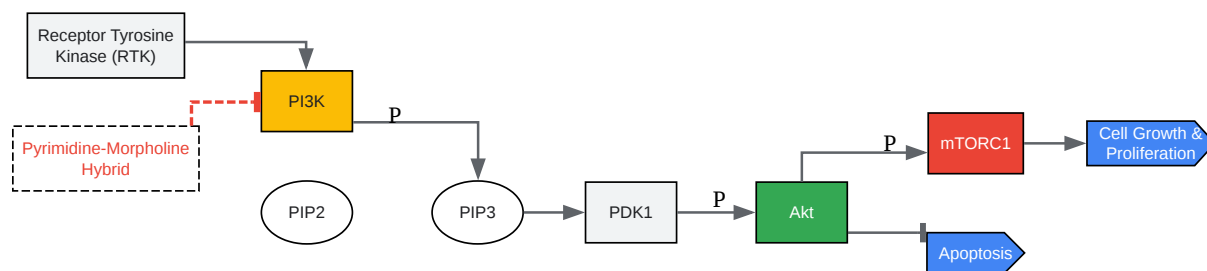 Receptor Tyrosine
Kinase (RTK)
PI3K
P
Pyrimidine-Morpholine
Hybrid
PIP2
PIP3
PDK1
P
Akt
P
mTORC1
Cell Growth &
Proliferation
Apoptosis